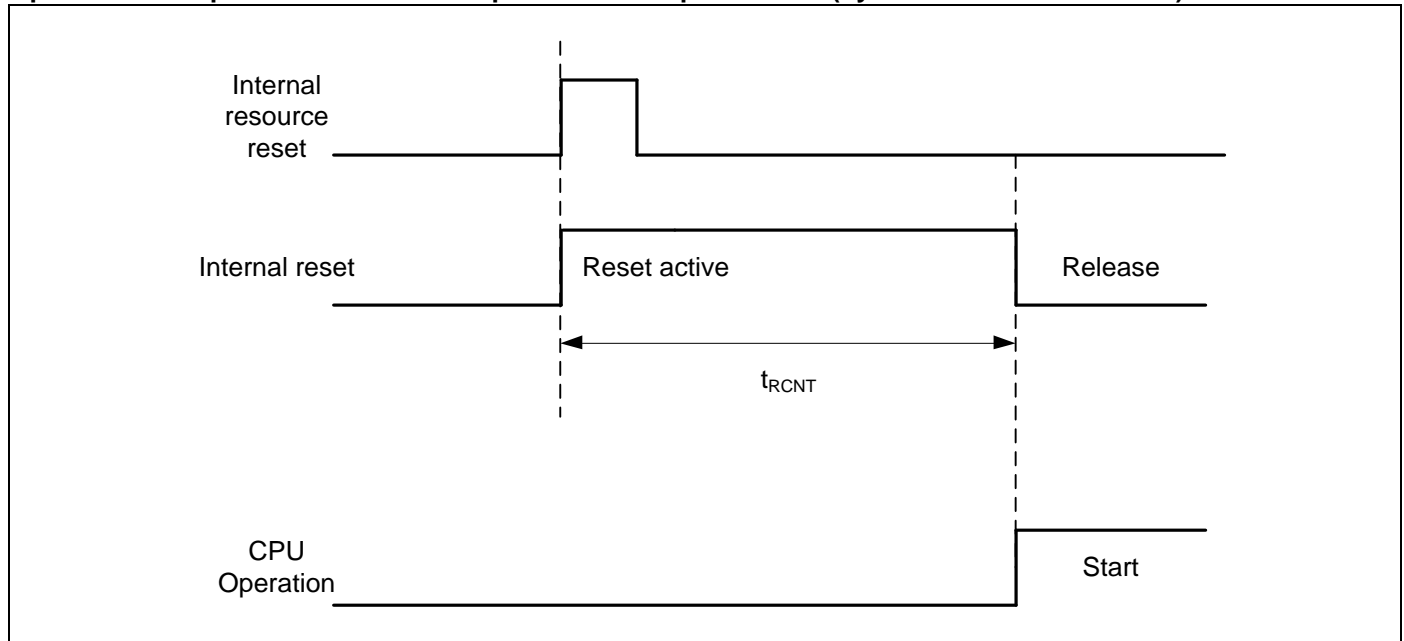 Internal
resource
reset
Internal reset
Reset active
Release
tRCNT
CPU
Operation
Start